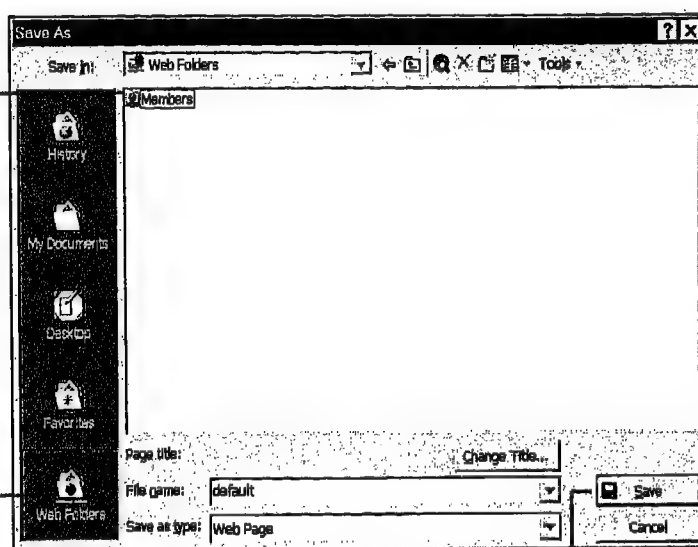 Save As
Save in: Web Folders Tools
Members
History
My Documents
Desktop
Favorites
Web Folders
Page title: Change Title...
File name: default Save
Save as type: Web Page Cancel